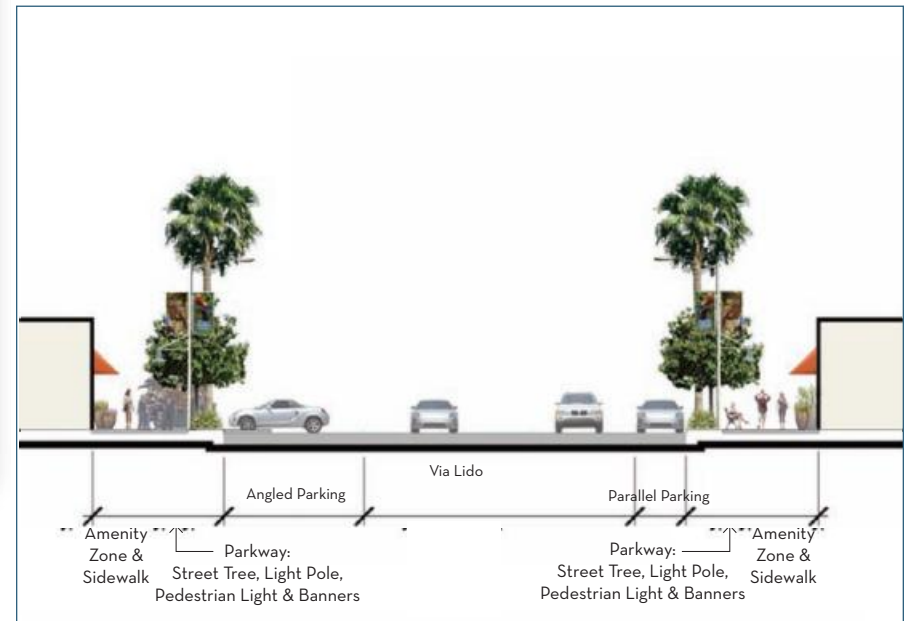 Via Lido
Angled Parking
Parallel Parking
Amenity
Zone &
Sidewalk
Parkway:
Street Tree, Light Pole,
Pedestrian Light & Banners
Parkway:
Street Tree, Light Pole,
Pedestrian Light & Banners
Amenity
Zone &
Sidewalk